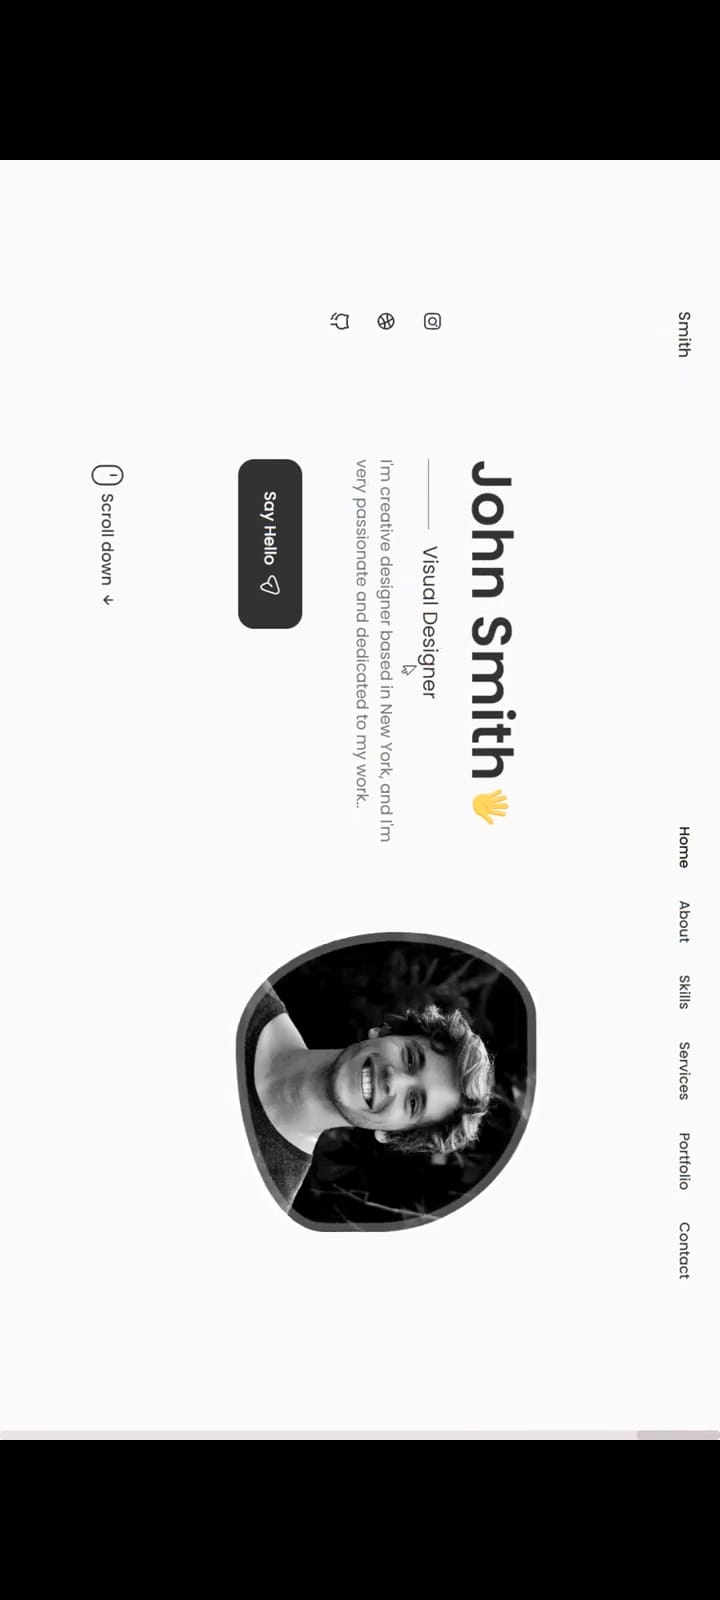 Smith
Home About Skills Services Portfolio Contact
John Smith👋
Visual Designer
I'm creative designer based in New York, and I'm
very passionate and dedicated to my work..
Say Hello
Scroll down ↓